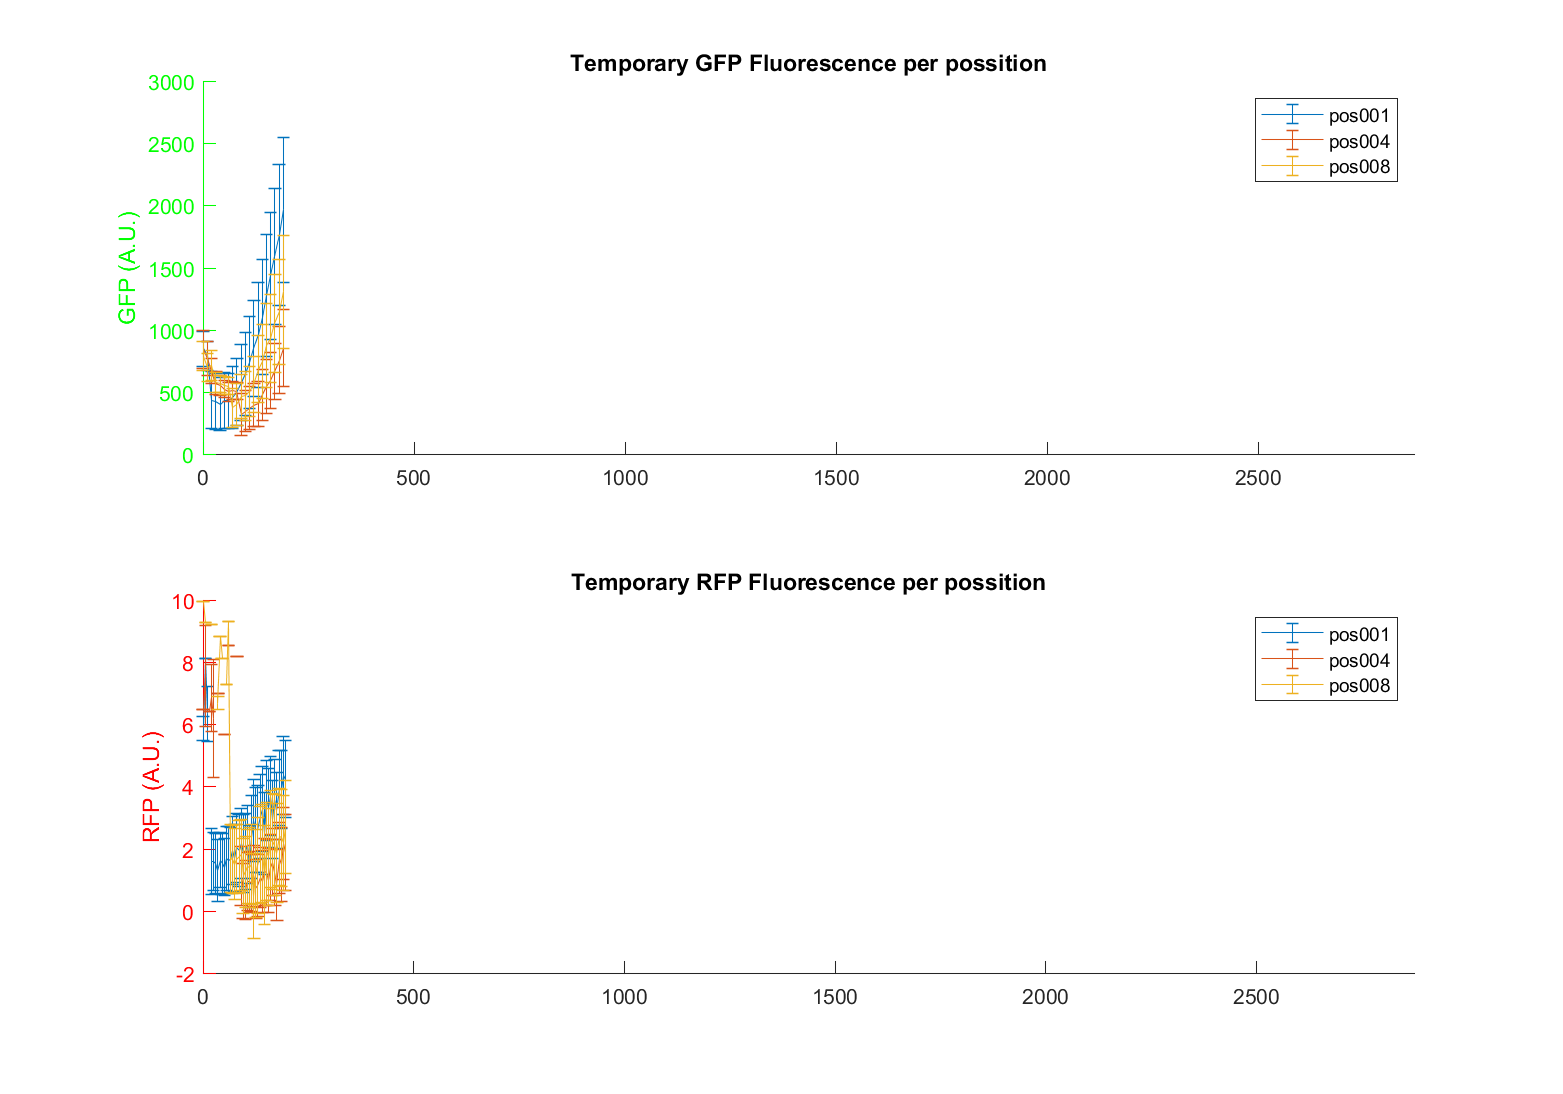 Temporary GFP Fluorescence per possition
3000
2500
2000
1500
1000
500
0
GFP (A.U.)
0 500 1000 1500 2000 2500
pos001
pos004
pos008
Temporary RFP Fluorescence per possition
10
8
6
4
2
0
-2
RFP (A.U.)
0 500 1000 1500 2000 2500
pos001
pos004
pos008